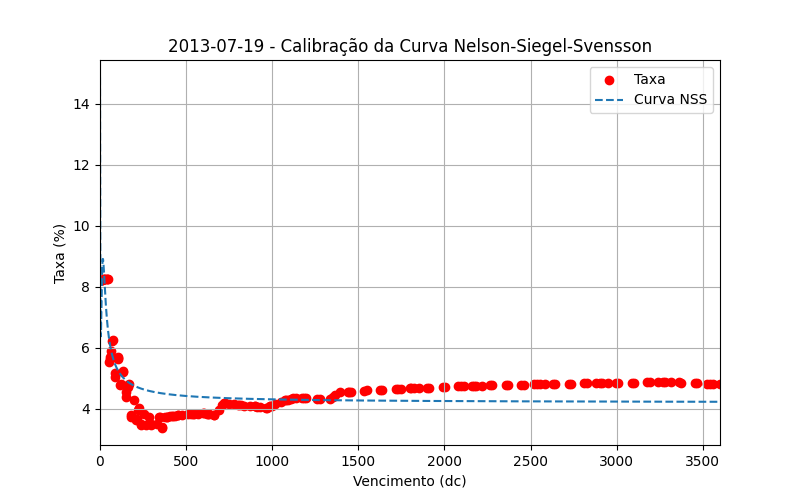 2013-07-19 - Calibração da Curva Nelson-Siegel-Svensson
Taxa
Curva NSS
Taxa (%)
14
12
10
8
6
4
0 500 1000 1500 2000 2500 3000 3500
Vencimento (dc)